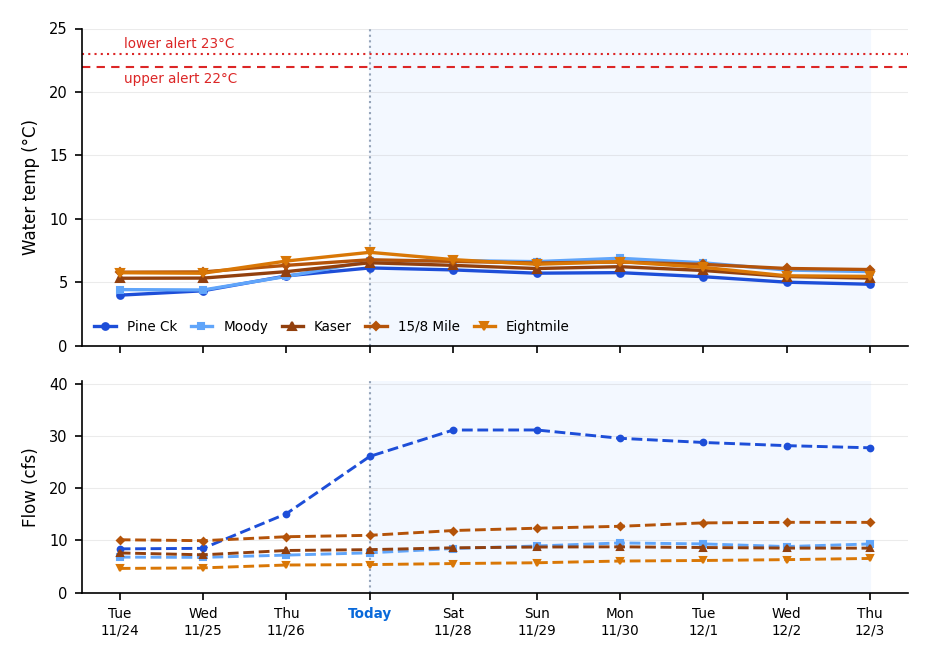 25
20
15
10
5
0
Water temp (°C)
lower alert 23°C
upper alert 22°C
Pine Ck Moody Kaser 15/8 Mile Eightmile
40
30
20
10
0
Flow (cfs)
Tue Wed Thu Today Sat Sun Mon Tue Wed Thu
11/24 11/25 11/26 11/28 11/29 11/30 12/1 12/2 12/3